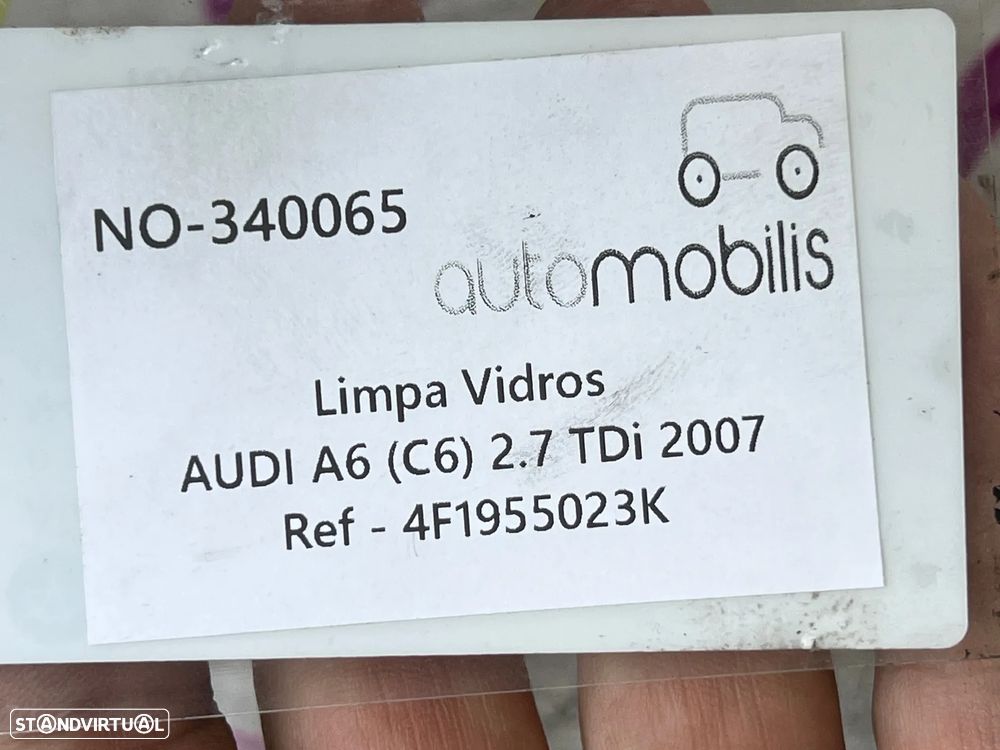 NO-340065
automobilis
Limpa Vidros
AUDI A6 (C6) 2.7 TDi 2007
Ref - 4F1955023K
STANDVIRTUAL